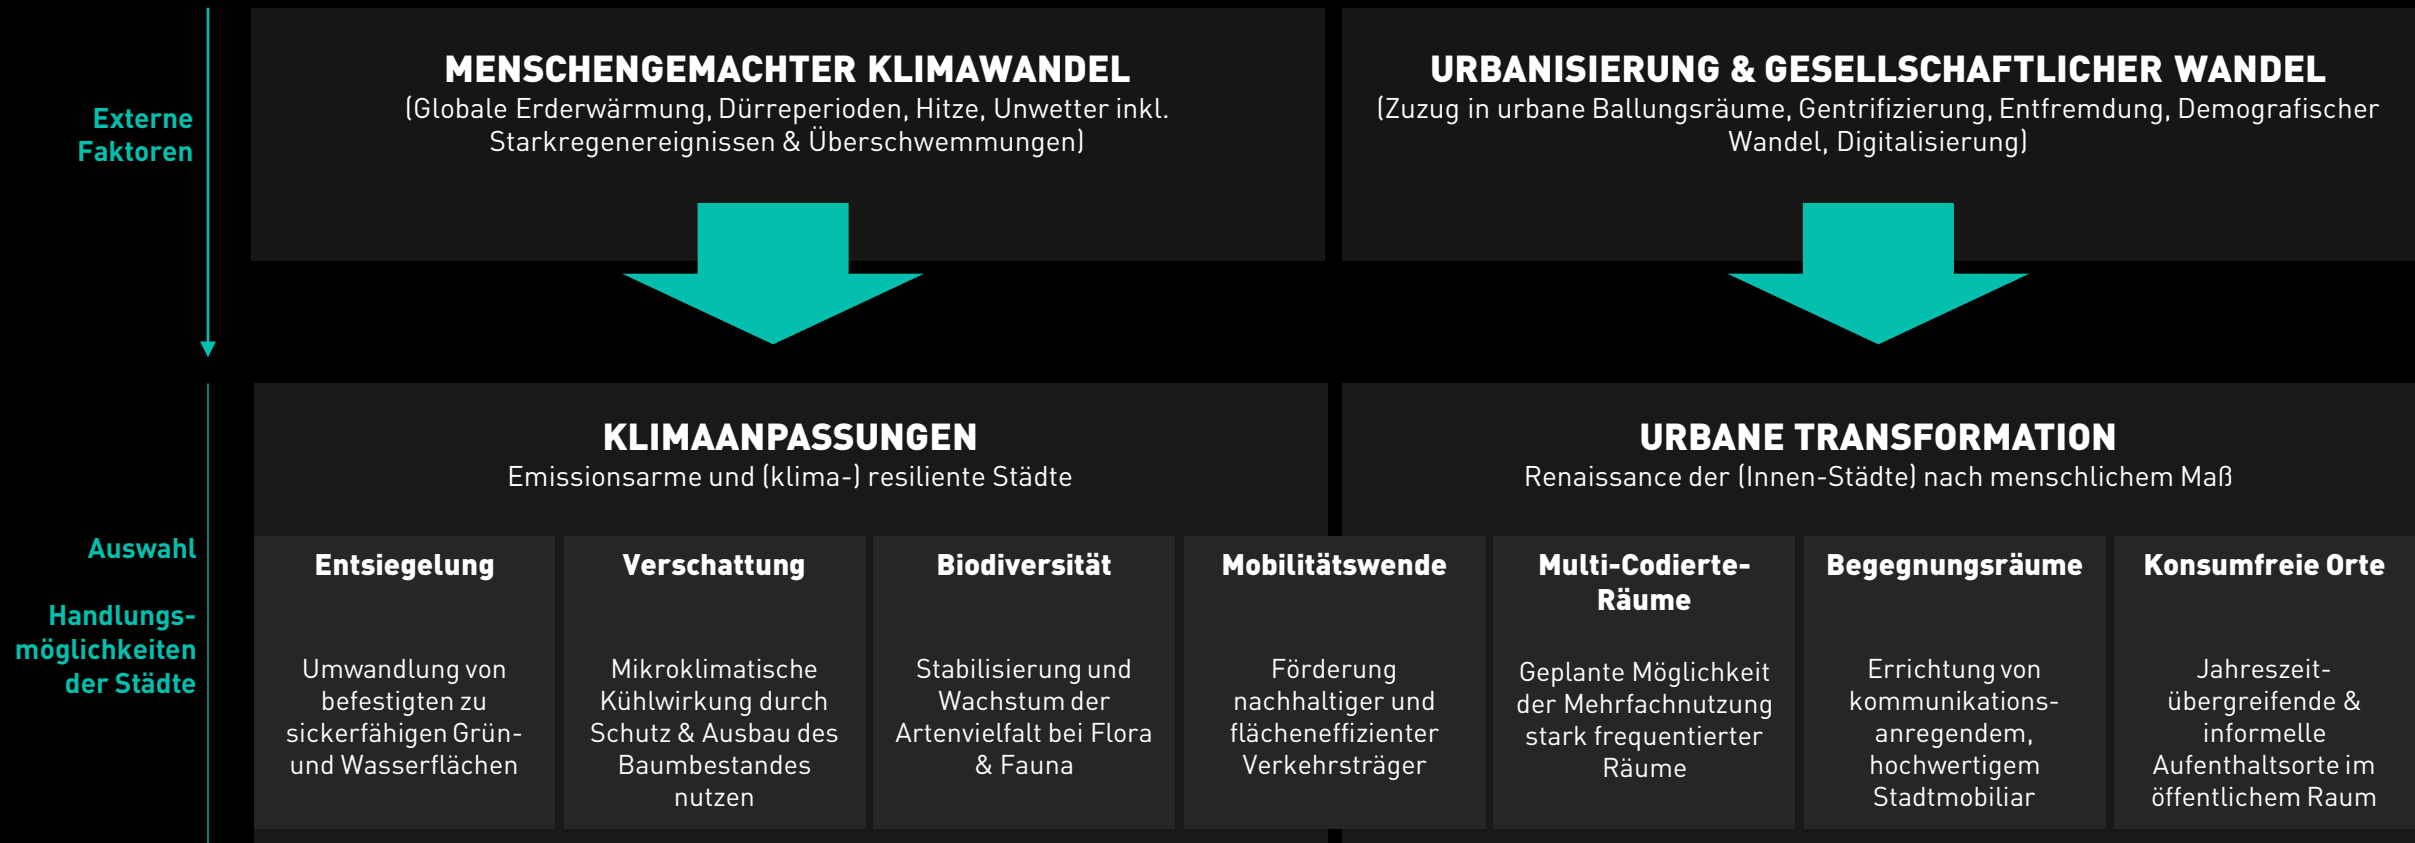 Externe
Faktoren
MENSCHENGEMACHTER KLIMAWANDEL
(Globale Erderwärmung, Dürreperioden, Hitze, Unwetter inkl.
Starkregenereignissen & Überschwemmungen)
URBANISIERUNG & GESELLSCHAFTLICHER WANDEL
(Zuzug in urbane Ballungsräume, Gentrifizierung, Entfremdung, Demografischer
Wandel, Digitalisierung)
Auswahl
Handlungs-
möglichkeiten
der Städte
KLIMAANPASSUNGEN
Emissionsarme und (klima-) resiliente Städte
URBANE TRANSFORMATION
Renaissance der (Innen-Städte) nach menschlichem Maß
Entsiegelung
Umwandlung von
befestigten zu
sickerfähigen Grün-
und Wasserflächen
Verschattung
Mikroklimatische
Kühlwirkung durch
Schutz & Ausbau des
Baumbestandes
nutzen
Biodiversität
Stabilisierung und
Wachstum der
Artenvielfalt bei Flora
& Fauna
Mobilitätswende
Förderung
nachhaltiger und
flächeneffizienter
Verkehrsträger
Multi-Codierte-
Räume
Geplante Möglichkeit
der Mehrfachnutzung
stark frequentierter
Räume
Begegnungsräume
Errichtung von
kommunikations-
anregendem,
hochwertigem
Stadtmobiliar
Konsumfreie Orte
Jahreszeit-
übergreifende &
informelle
Aufenthaltsorte im
öffentlichem Raum